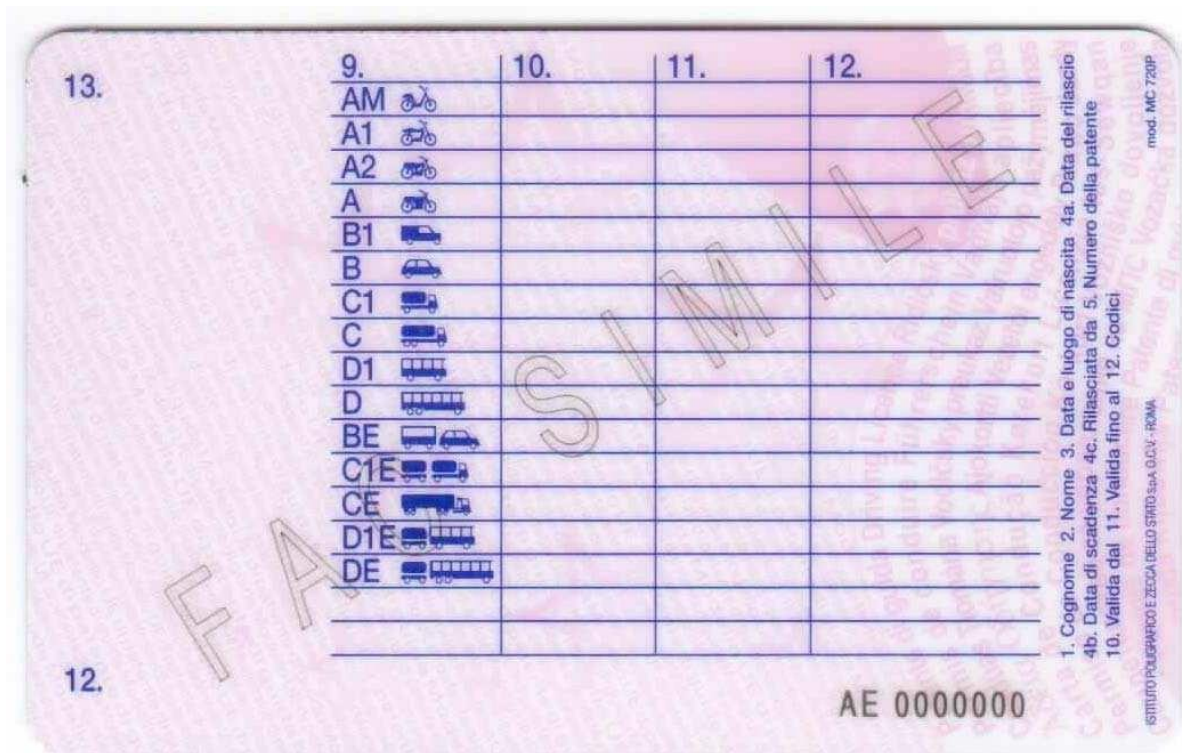 13.
9. 10. 11. 12.
AM
A1
A2
A
B1
B
C1
C
D1
D
BE
C1E
CE
D1E
DE
12.
AE 0000000
FAC SIMILE
1. Cognome 2. Nome 3. Data e luogo di nascita 4a. Data del rilascio
4b. Data di scadenza 4c. Rilasciata da 5. Numero della patente
10. Valida dal 11. Valida fino al 12. Codici
mod. MC 720P
ISTITUTO POLIGRAFICO E ZECCA DELLO STATO S.p.A. O.C.V. - ROMA